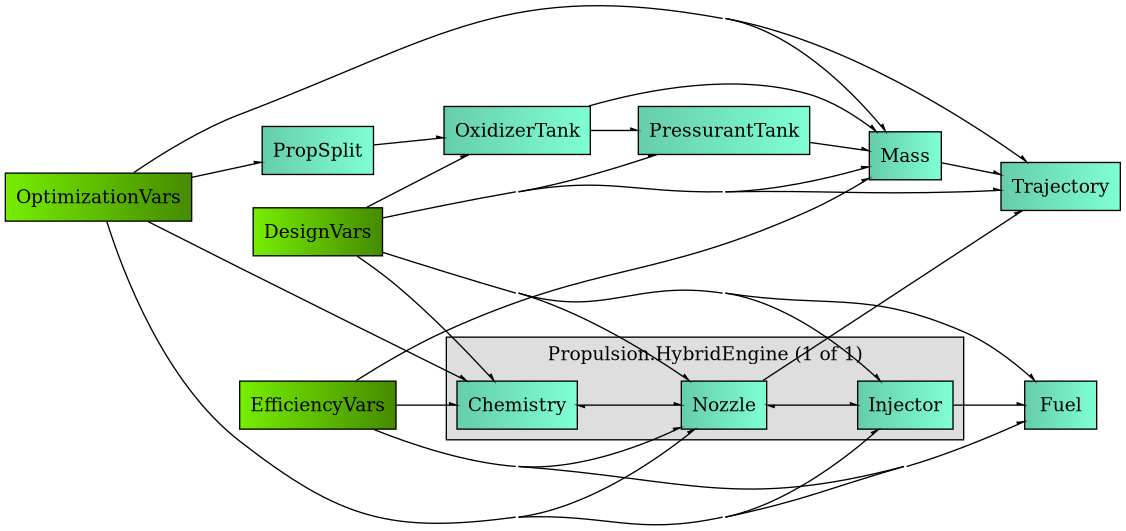 OptimizationVars
PropSplit
OxidizerTank
PressurantTank
Mass
Trajectory
DesignVars
Propulsion.HybridEngine (1 of 1)
EfficiencyVars
Chemistry
Nozzle
Injector
Fuel